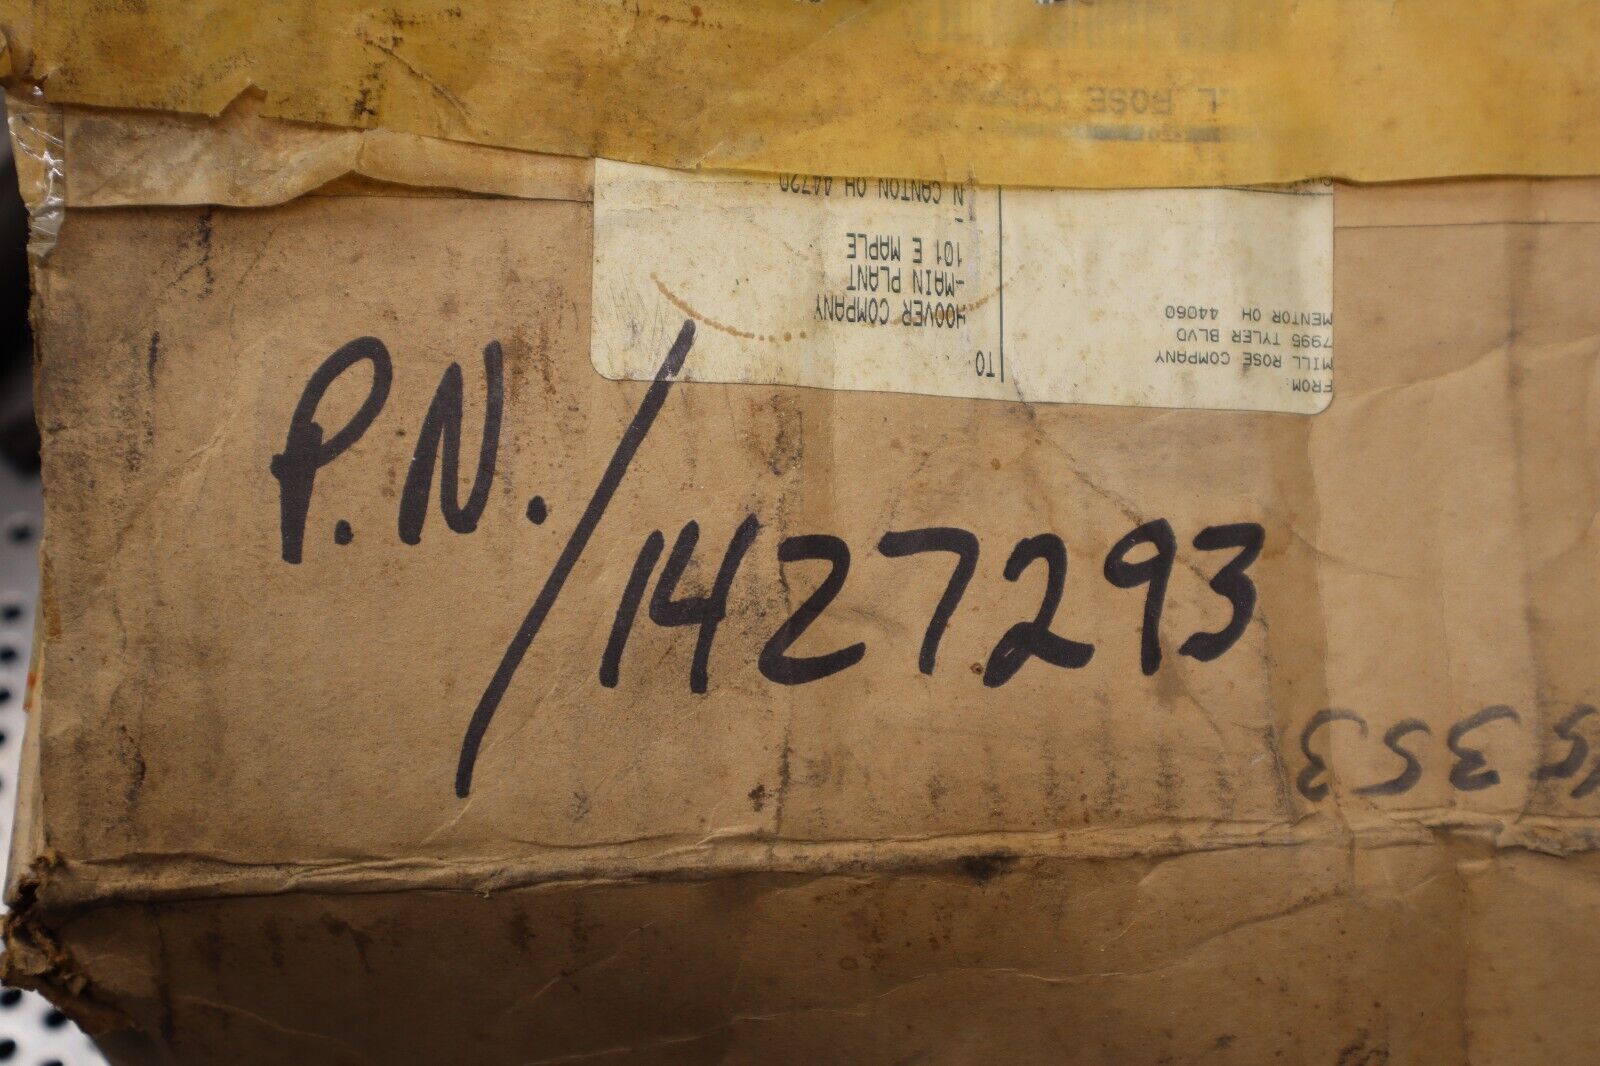 P.N./1427293
FROM:
MILL ROSE COMPANY
7995 TYLER BLVD
MENTOR OH 44060
TO:
HOOVER COMPANY
-MAIN PLANT
101 E MAPLE
N CANTON OH 44720
ROSE